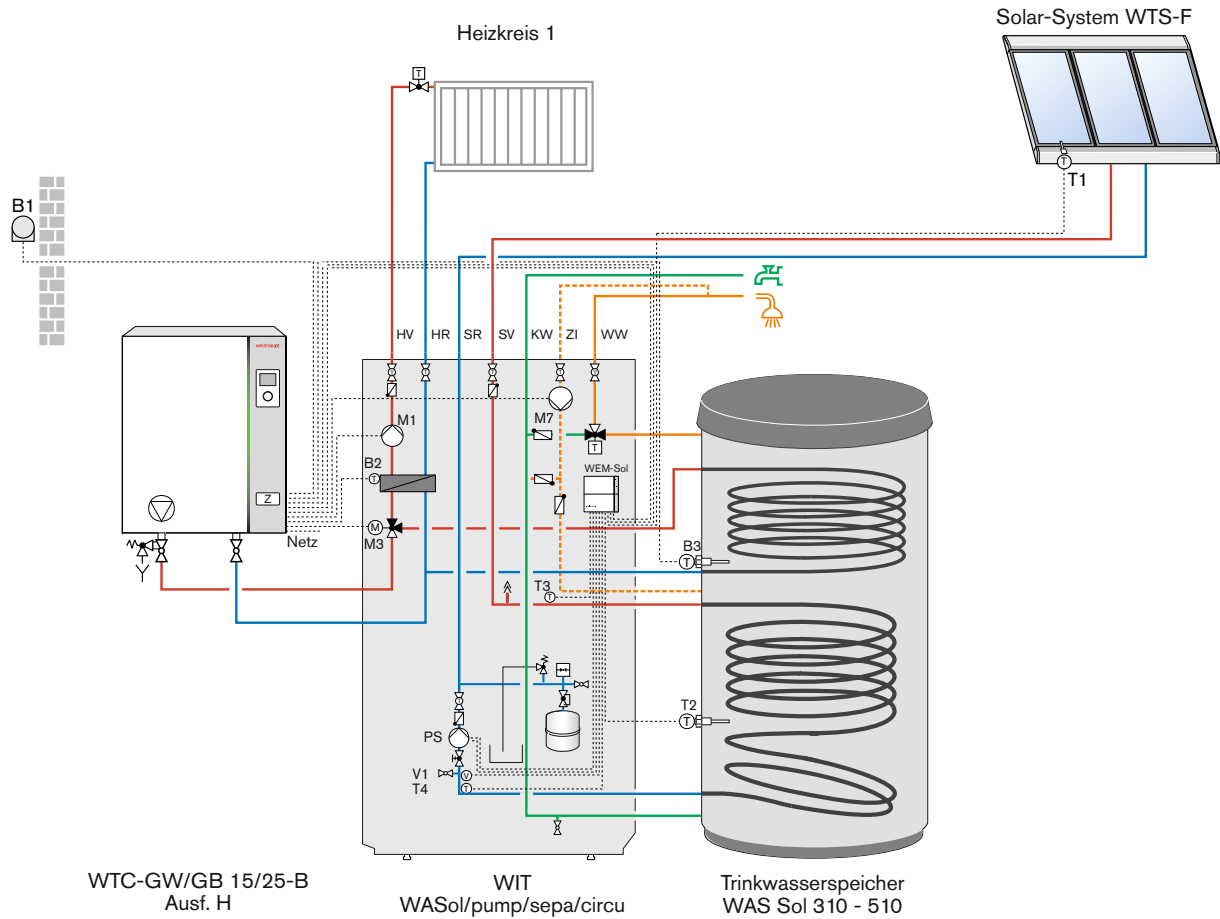 Solar-System WTS-F
Heizkreis 1
T
T
T1
B1
HV
HR
SR
SV
KW
ZI
WW
weishaupt
M1
M7
T
B2
T
WEM-Sol
Z
Netz
M
M3
B3
T
T3
T
T2
T
PS
V1
V
T4
T
WTC-GW/GB 15/25-B
Ausf. H
WIT
WASol/pump/sepa/circu
Trinkwasserspeicher
WAS Sol 310 - 510